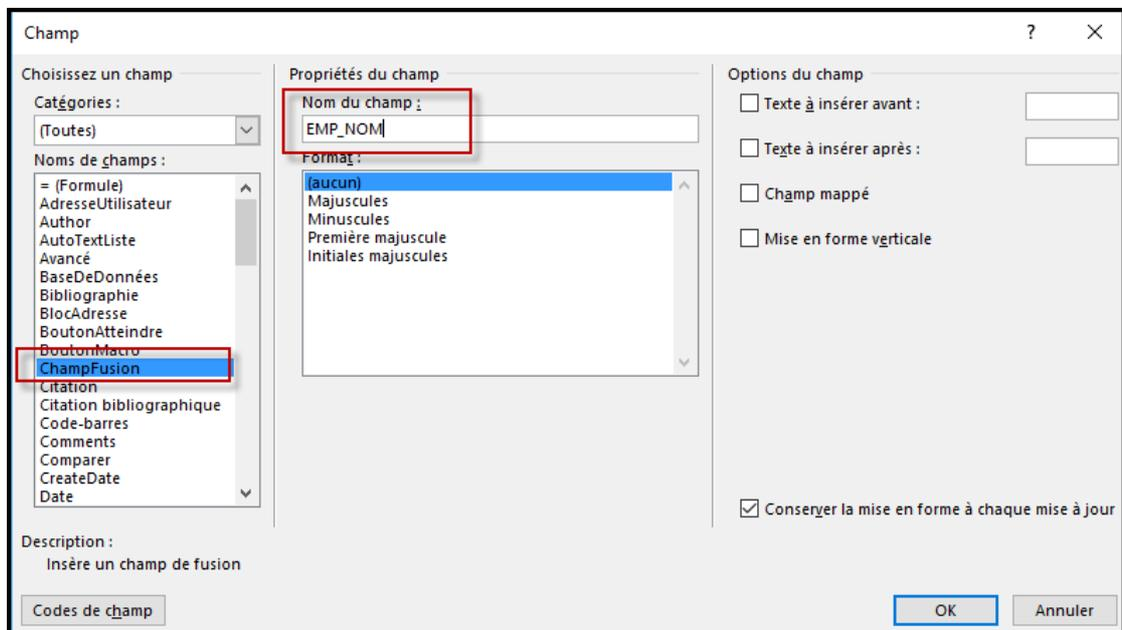 Champ
?
Choisissez un champ
Catégories :
(Toutes)
Noms de champs :
= (Formule)
AdresseUtilisateur
Author
AutoTextListe
Avancé
BaseDeDonnées
Bibliographie
BlocAdresse
BoutonAtteindre
BoutonMacro
ChampFusion
Citation
Citation bibliographique
Code-barres
Comments
Comparer
CreateDate
Date
Propriétés du champ
Nom du champ :
EMP_NOM
Format :
(aucun)
Majuscules
Minuscules
Première majuscule
Initiales majuscules
Options du champ
Texte à insérer avant :
Texte à insérer après :
Champ mappé
Mise en forme verticale
Conserver la mise en forme à chaque mise à jour
Description :
Insère un champ de fusion
Codes de champ
OK
Annuler